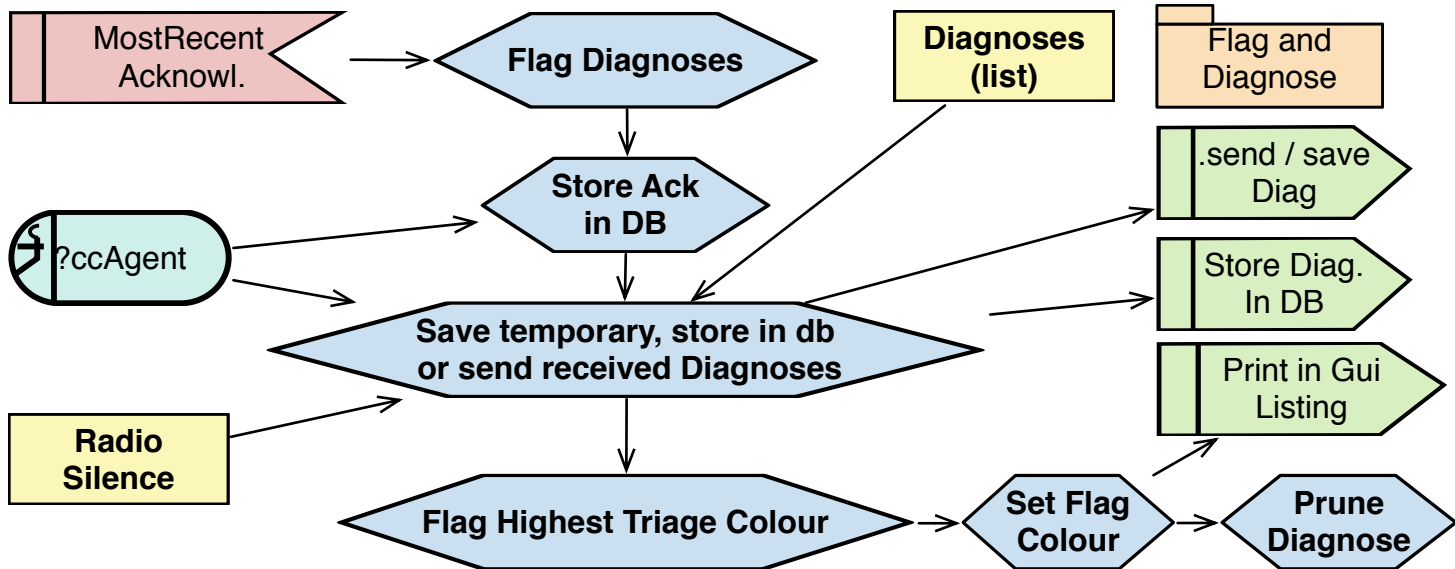 MostRecent
Acknowl.
Flag Diagnoses
Diagnoses
(list)
Flag and
Diagnose
.send / save
Diag
Store Ack
in DB
?ccAgent
Store Diag.
In DB
Save temporary, store in db
or send received Diagnoses
Print in Gui
Listing
Radio
Silence
Flag Highest Triage Colour
Set Flag
Colour
Prune
Diagnose